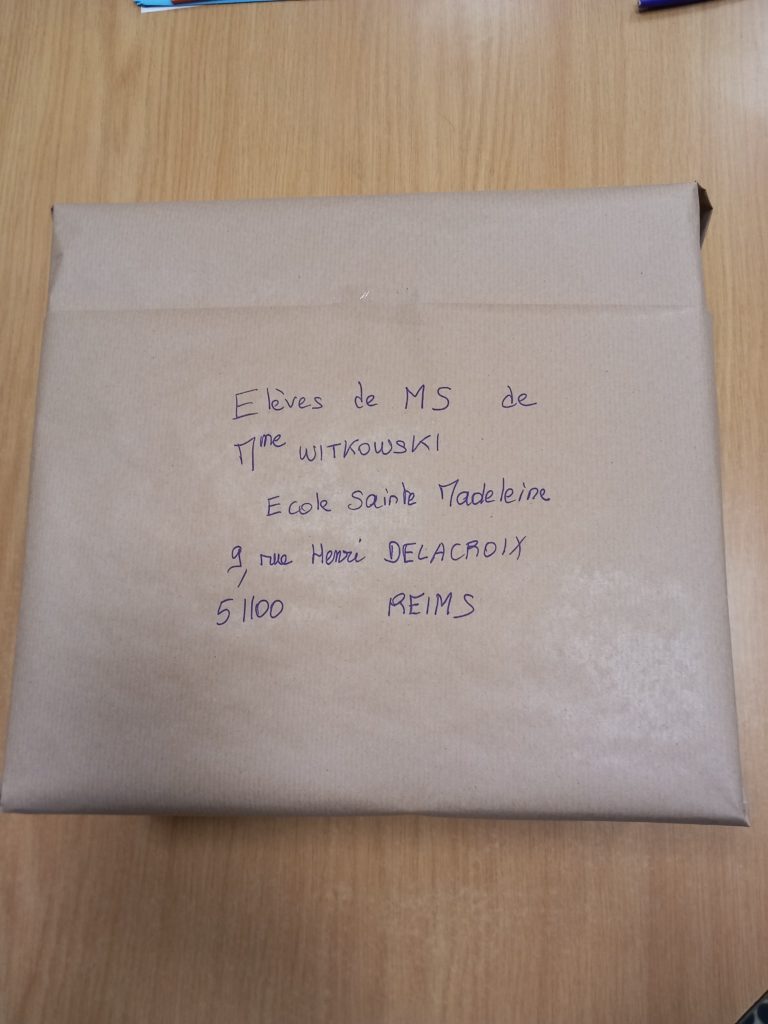 Elèves de MS de
Mme WITKOWSKI
Ecole Sainte Madeleine
9, rue Henri DELACROIX
51100 REIMS